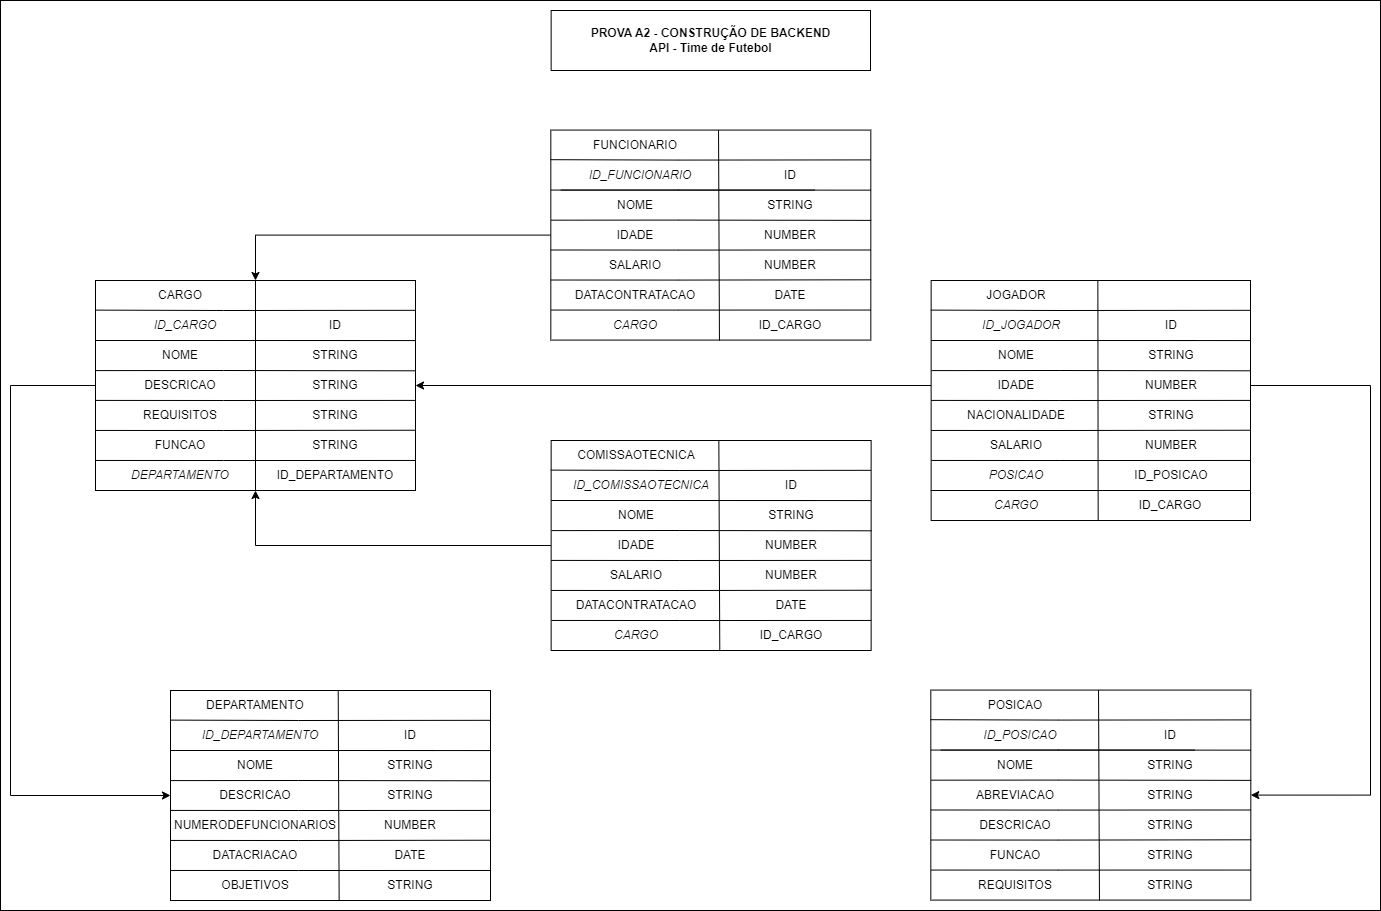 PROVA A2 - CONSTRUÇÃO DE BACKEND
API - Time de Futebol
FUNCIONARIO
ID_FUNCIONARIO ID
NOME STRING
IDADE NUMBER
SALARIO NUMBER
DATACONTRATACAO DATE
CARGO ID_CARGO
CARGO
ID_CARGO ID
NOME STRING
DESCRICAO STRING
REQUISITOS STRING
FUNCAO STRING
DEPARTAMENTO ID_DEPARTAMENTO
JOGADOR
ID_JOGADOR ID
NOME STRING
IDADE NUMBER
NACIONALIDADE STRING
SALARIO NUMBER
POSICAO ID_POSICAO
CARGO ID_CARGO
COMISSAOTECNICA
ID_COMISSAOTECNICA ID
NOME STRING
IDADE NUMBER
SALARIO NUMBER
DATACONTRATACAO DATE
CARGO ID_CARGO
DEPARTAMENTO
ID_DEPARTAMENTO ID
NOME STRING
DESCRICAO STRING
NUMERODEFUNCIONARIOS NUMBER
DATACRIACAO DATE
OBJETIVOS STRING
POSICAO
ID_POSICAO ID
NOME STRING
ABREVIACAO STRING
DESCRICAO STRING
FUNCAO STRING
REQUISITOS STRING